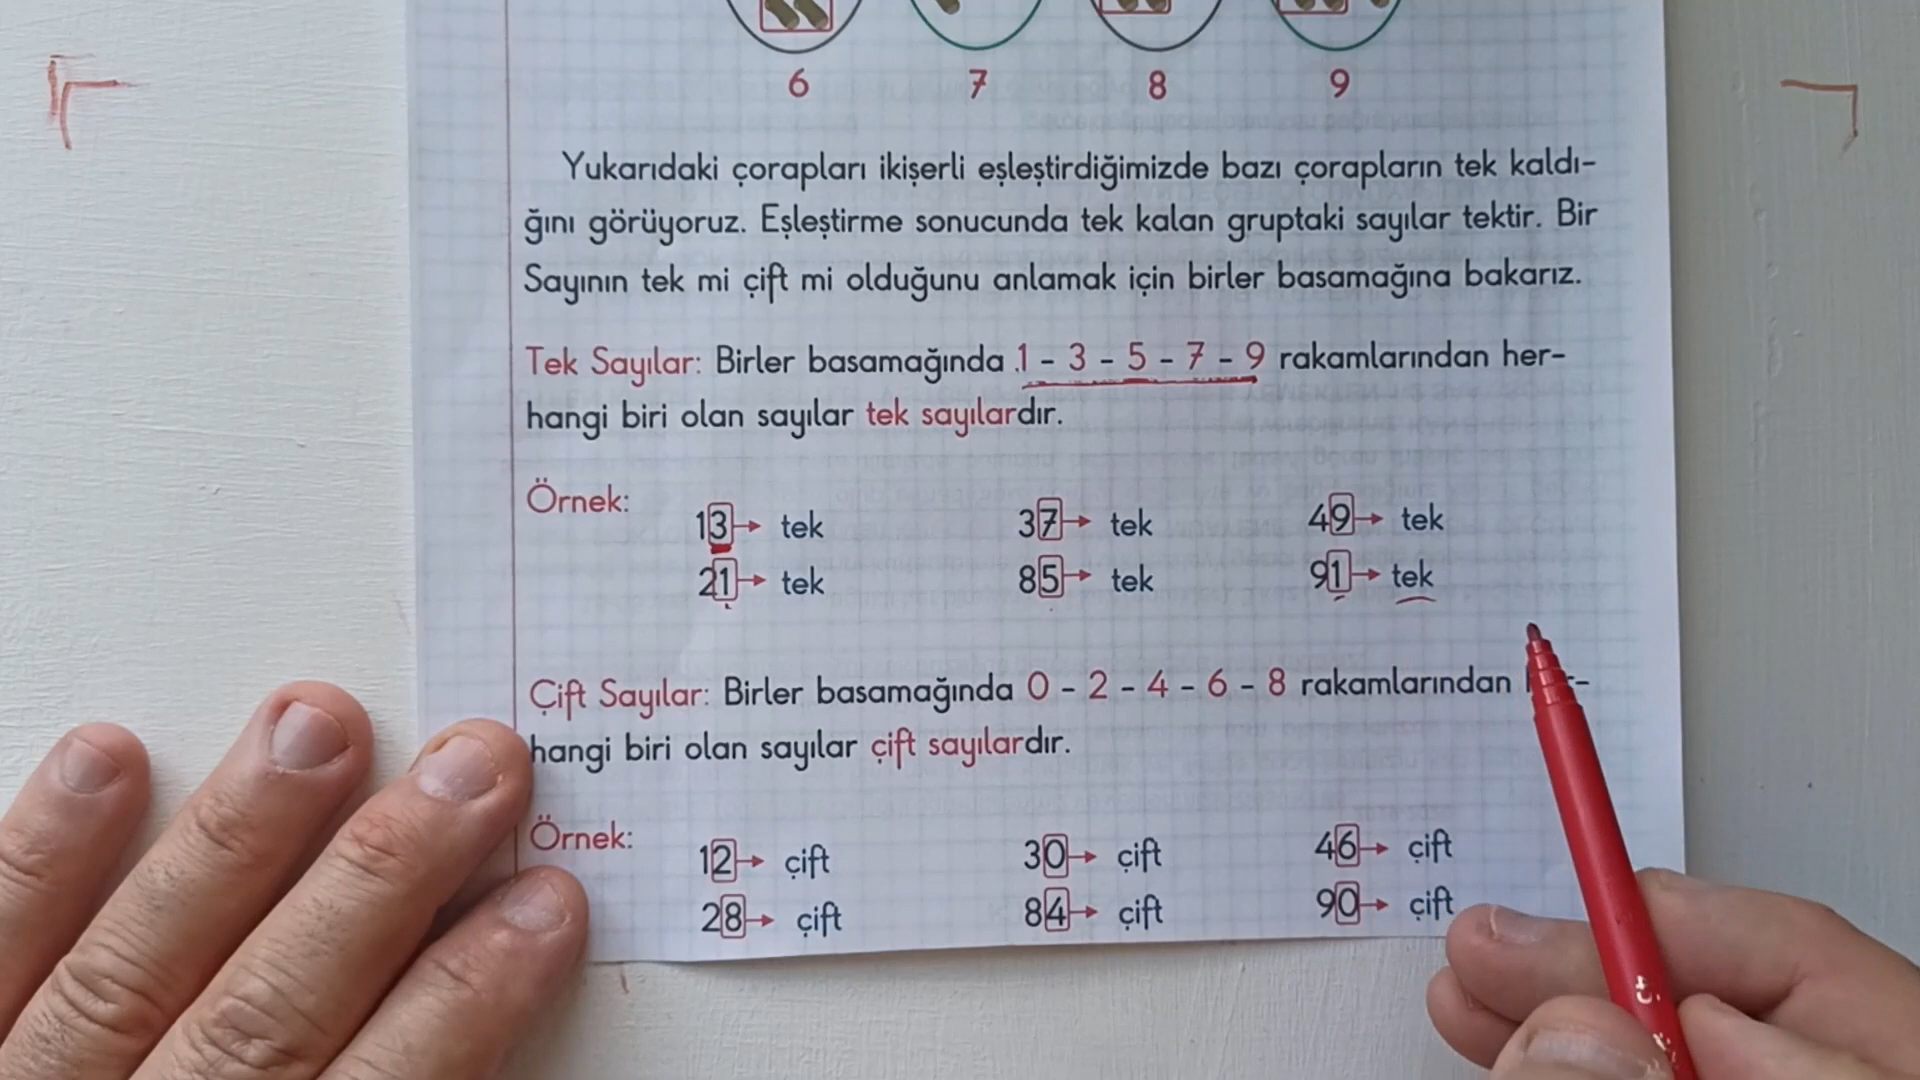 6 7 8 9
Yukarıdaki çorapları ikişerli eşleştirdiğimizde bazı çorapların tek kaldı-
ğını görüyoruz. Eşleştirme sonucunda tek kalan gruptaki sayılar tektir. Bir
Sayının tek mi çift mi olduğunu anlamak için birler basamağına bakarız.
Tek Sayılar: Birler basamağında 1 - 3 - 5 - 7 - 9 rakamlarından her-
hangi biri olan sayılar tek sayılardır.
Örnek:
13→ tek 37→ tek 49→ tek
21→ tek 85→ tek 91→ tek
Çift Sayılar: Birler basamağında 0 - 2 - 4 - 6 - 8 rakamlarından
hangi biri olan sayılar çift sayılardır.
Örnek:
12→ çift 30→ çift 46→ çift
28→ çift 84→ çift 90→ çift